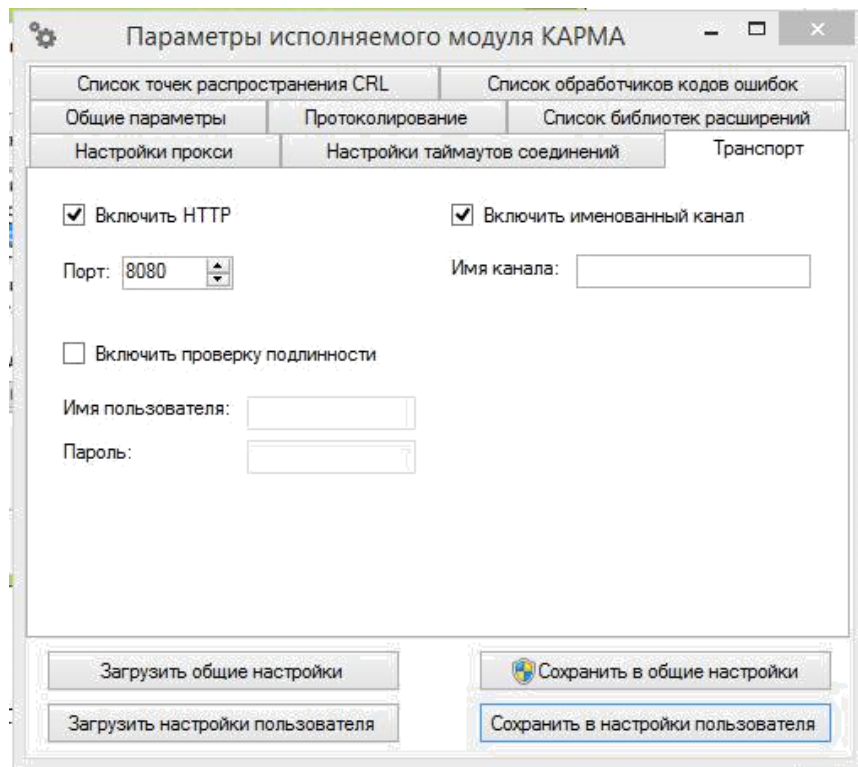 Параметры исполняемого модуля КАРМА
Список точек распространения CRL
Список обработчиков кодов ошибок
Общие параметры
Протоколирование
Список библиотек расширений
Настройки прокси
Настройки таймаутов соединений
Транспорт
Включить HTTP
Включить именованный канал
Порт: 8080
Имя канала:
Включить проверку подлинности
Имя пользователя:
Пароль:
Загрузить общие настройки
Сохранить в общие настройки
Загрузить настройки пользователя
Сохранить в настройки пользователя